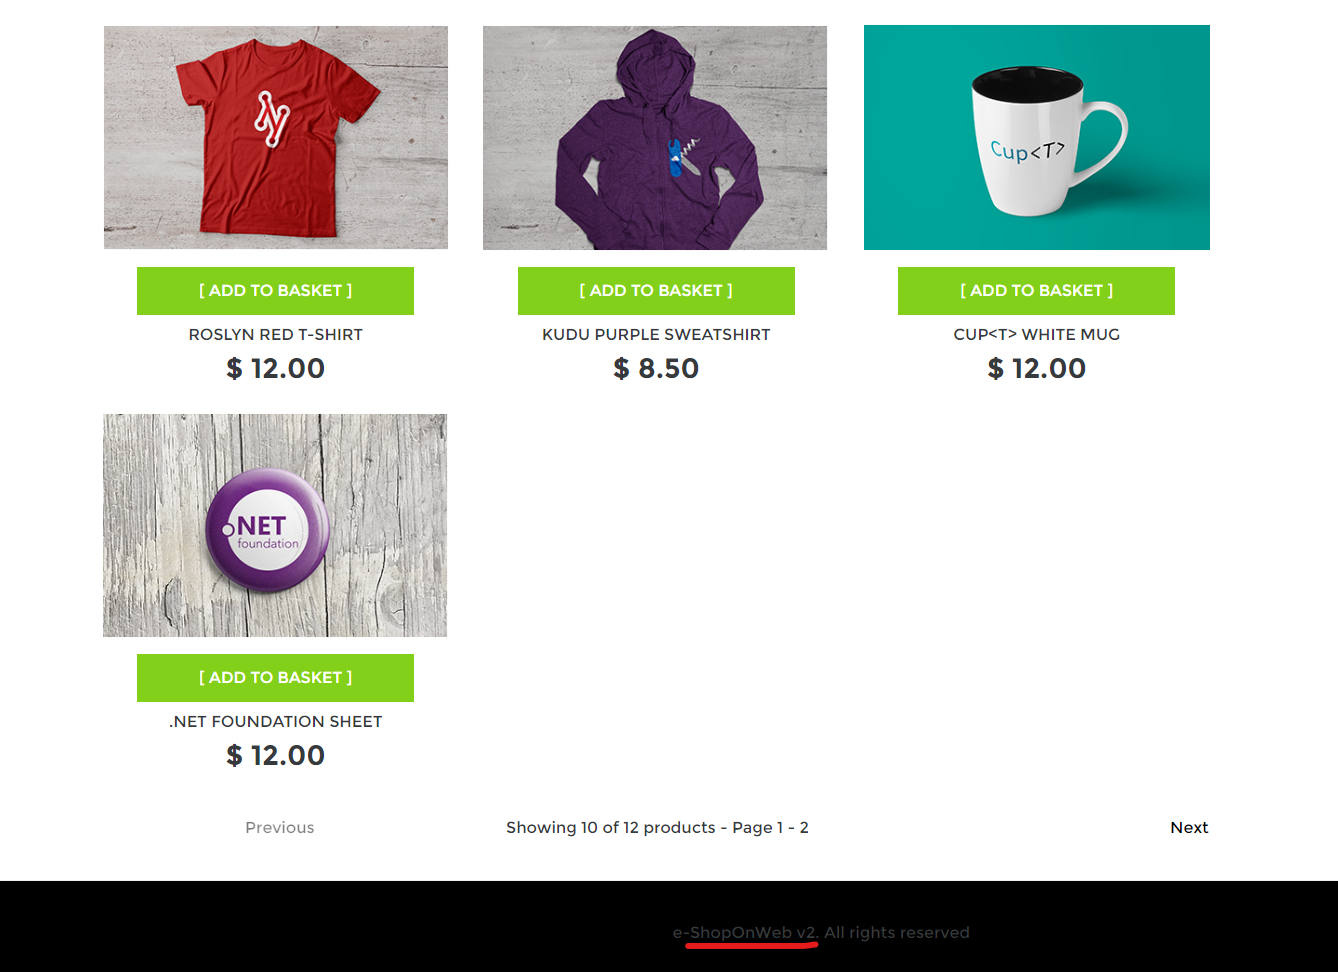 Cup<T>
[ ADD TO BASKET ]
[ ADD TO BASKET ]
[ ADD TO BASKET ]
ROSLYN RED T-SHIRT
KUDU PURPLE SWEATSHIRT
CUP<T> WHITE MUG
$ 12.00
$ 8.50
$ 12.00
.NET
foundation
[ ADD TO BASKET ]
.NET FOUNDATION SHEET
$ 12.00
Previous
Showing 10 of 12 products - Page 1 - 2
Next
e-ShopOnWeb v2. All rights reserved